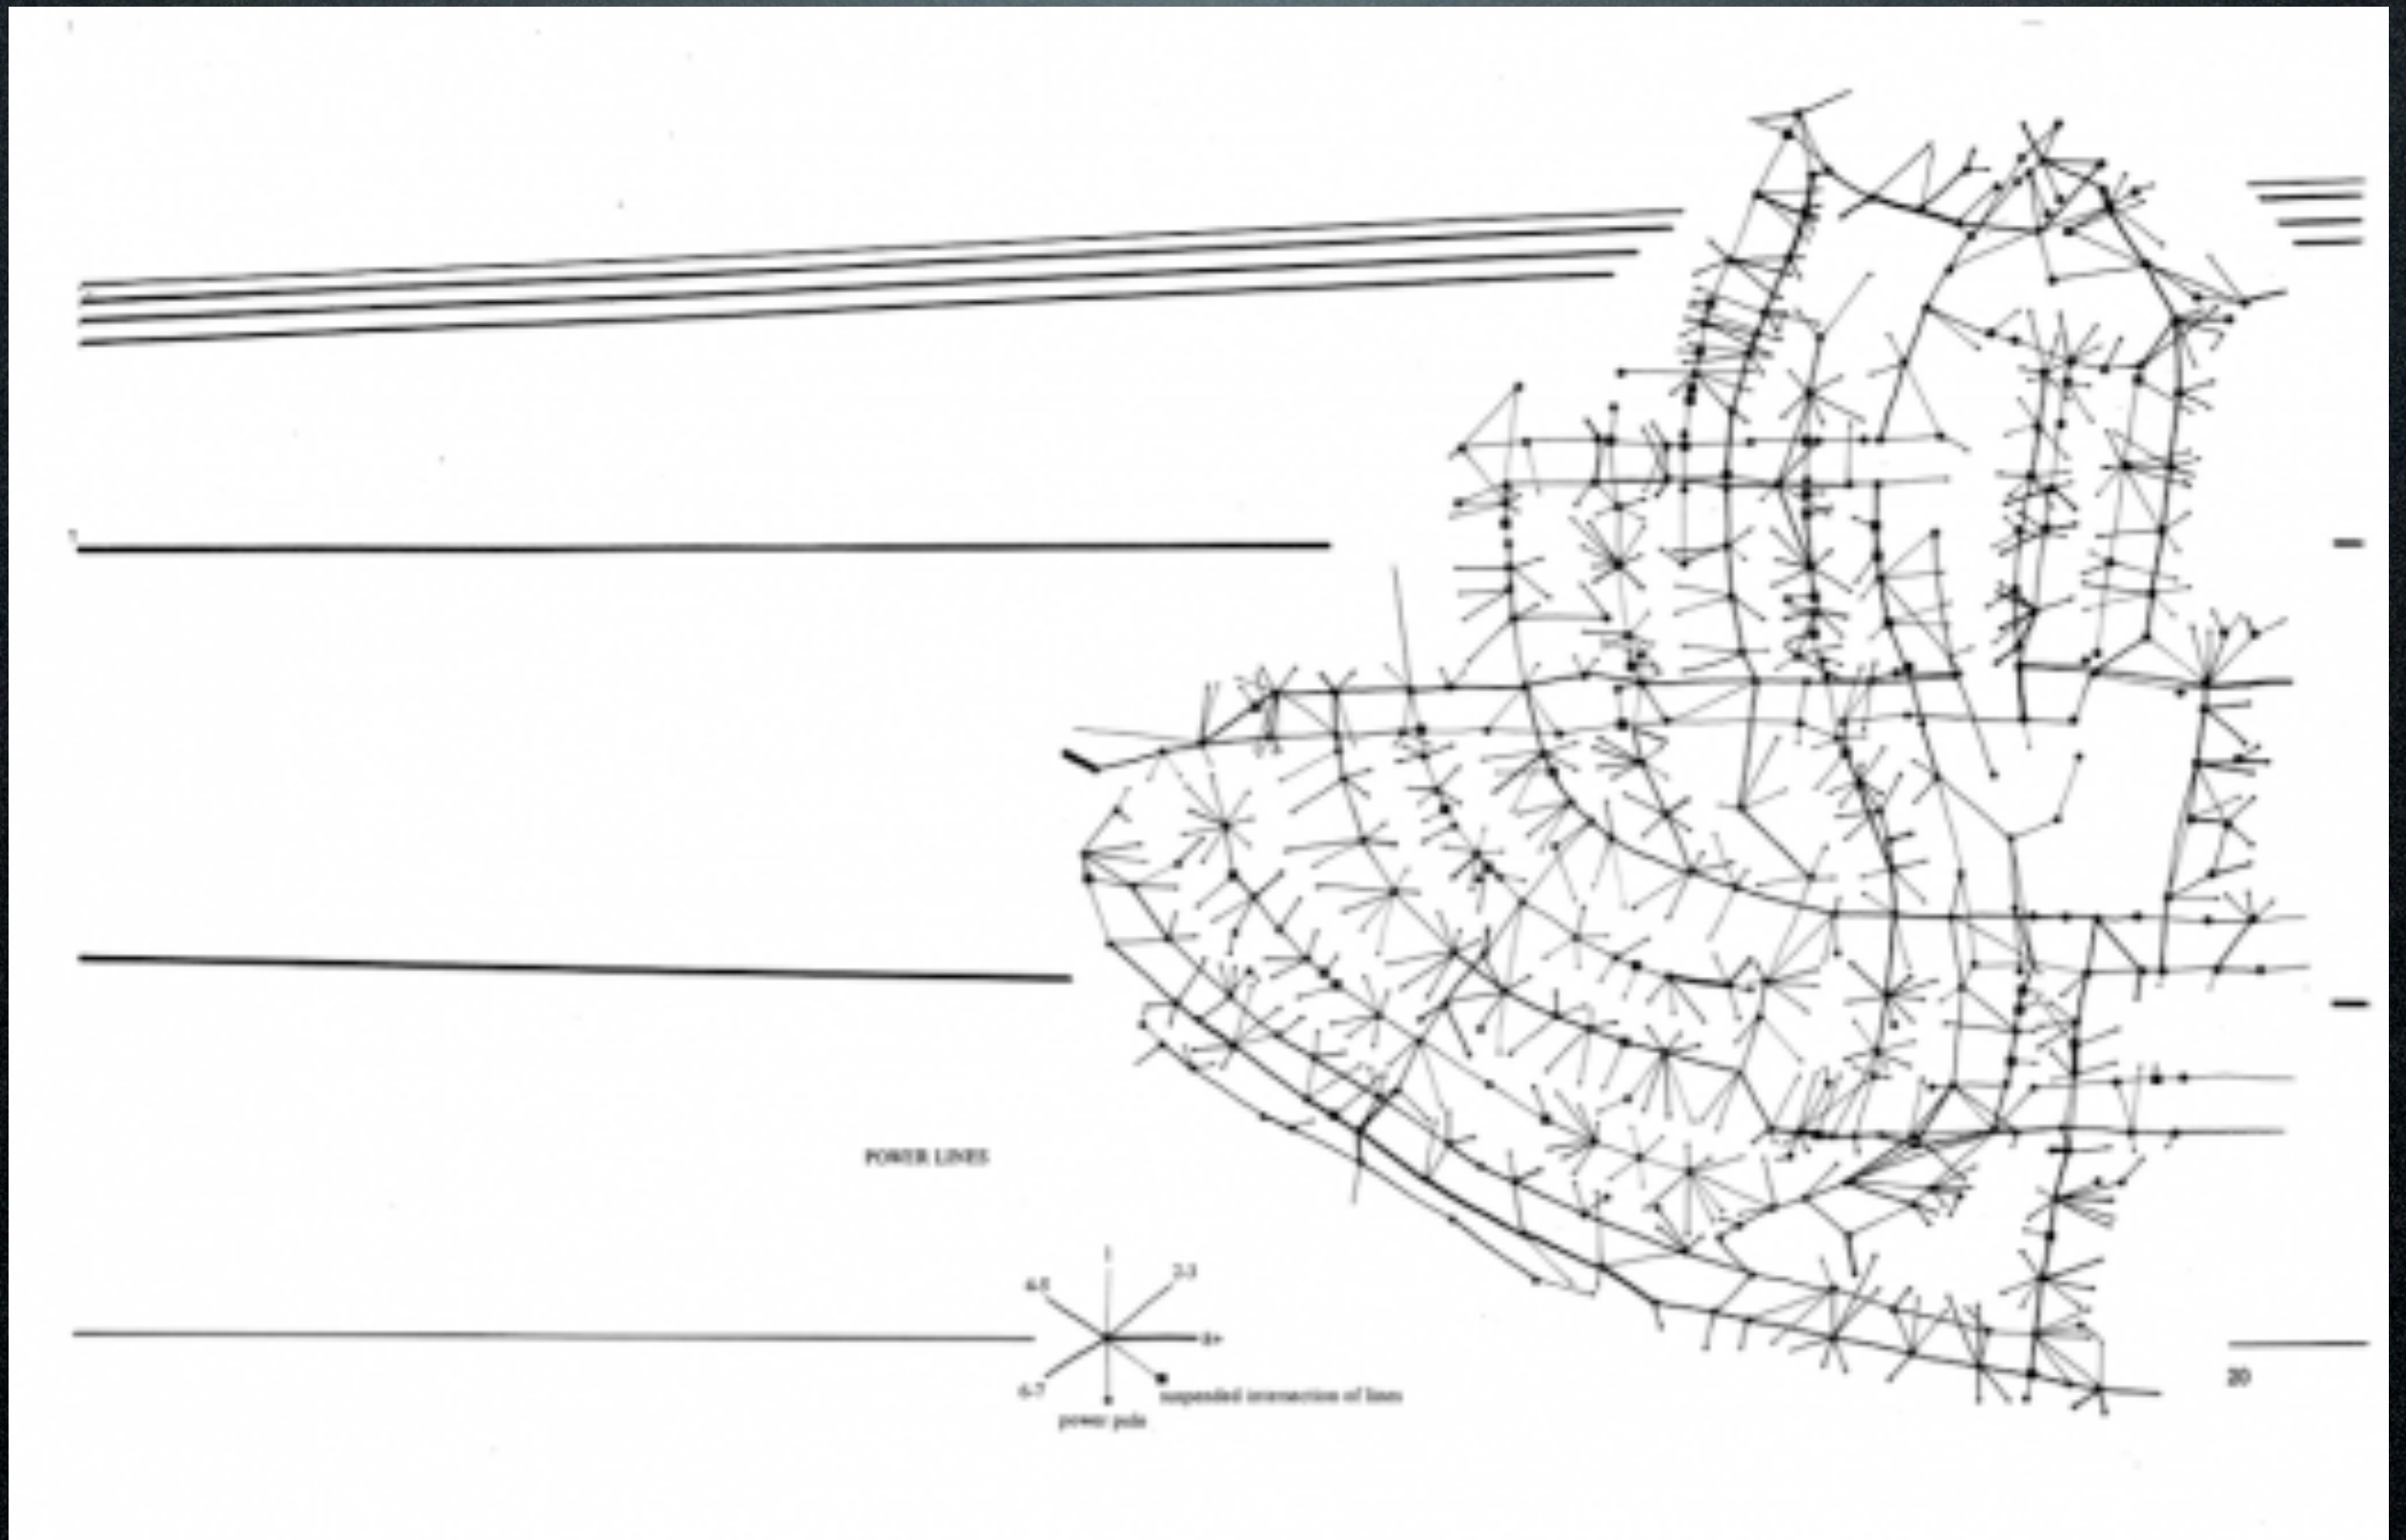 POWER LINES
1
2-3
4-5
8+
6-7
suspended intersection of lines
power pole
20